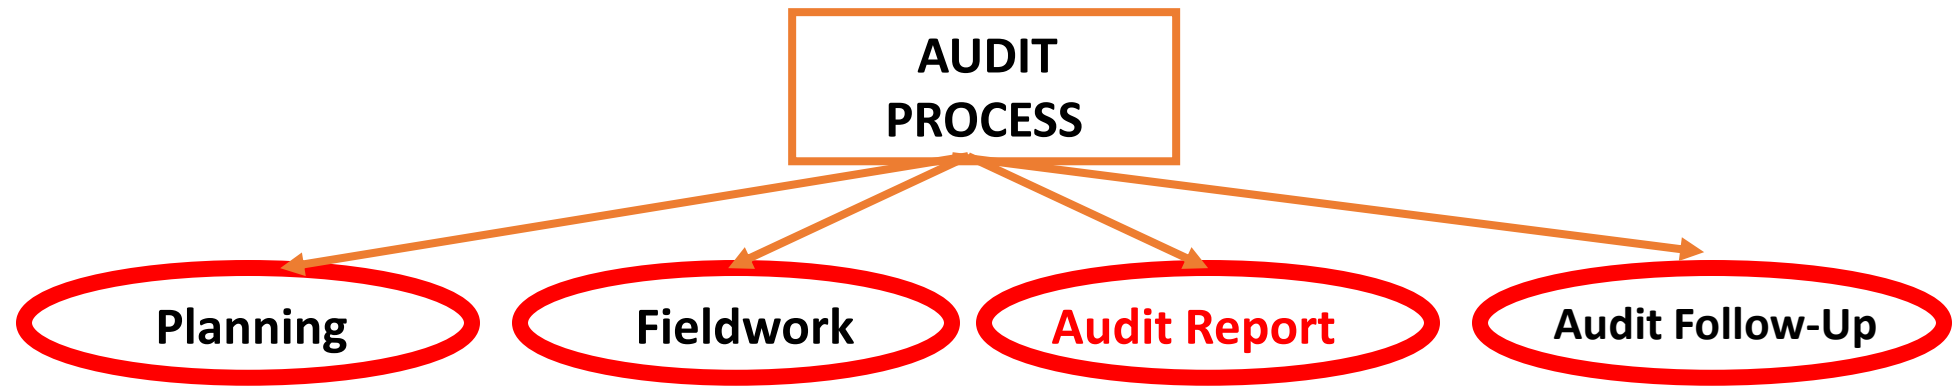 AUDIT
PROCESS
Planning
Fieldwork
Audit Report
Audit Follow-Up